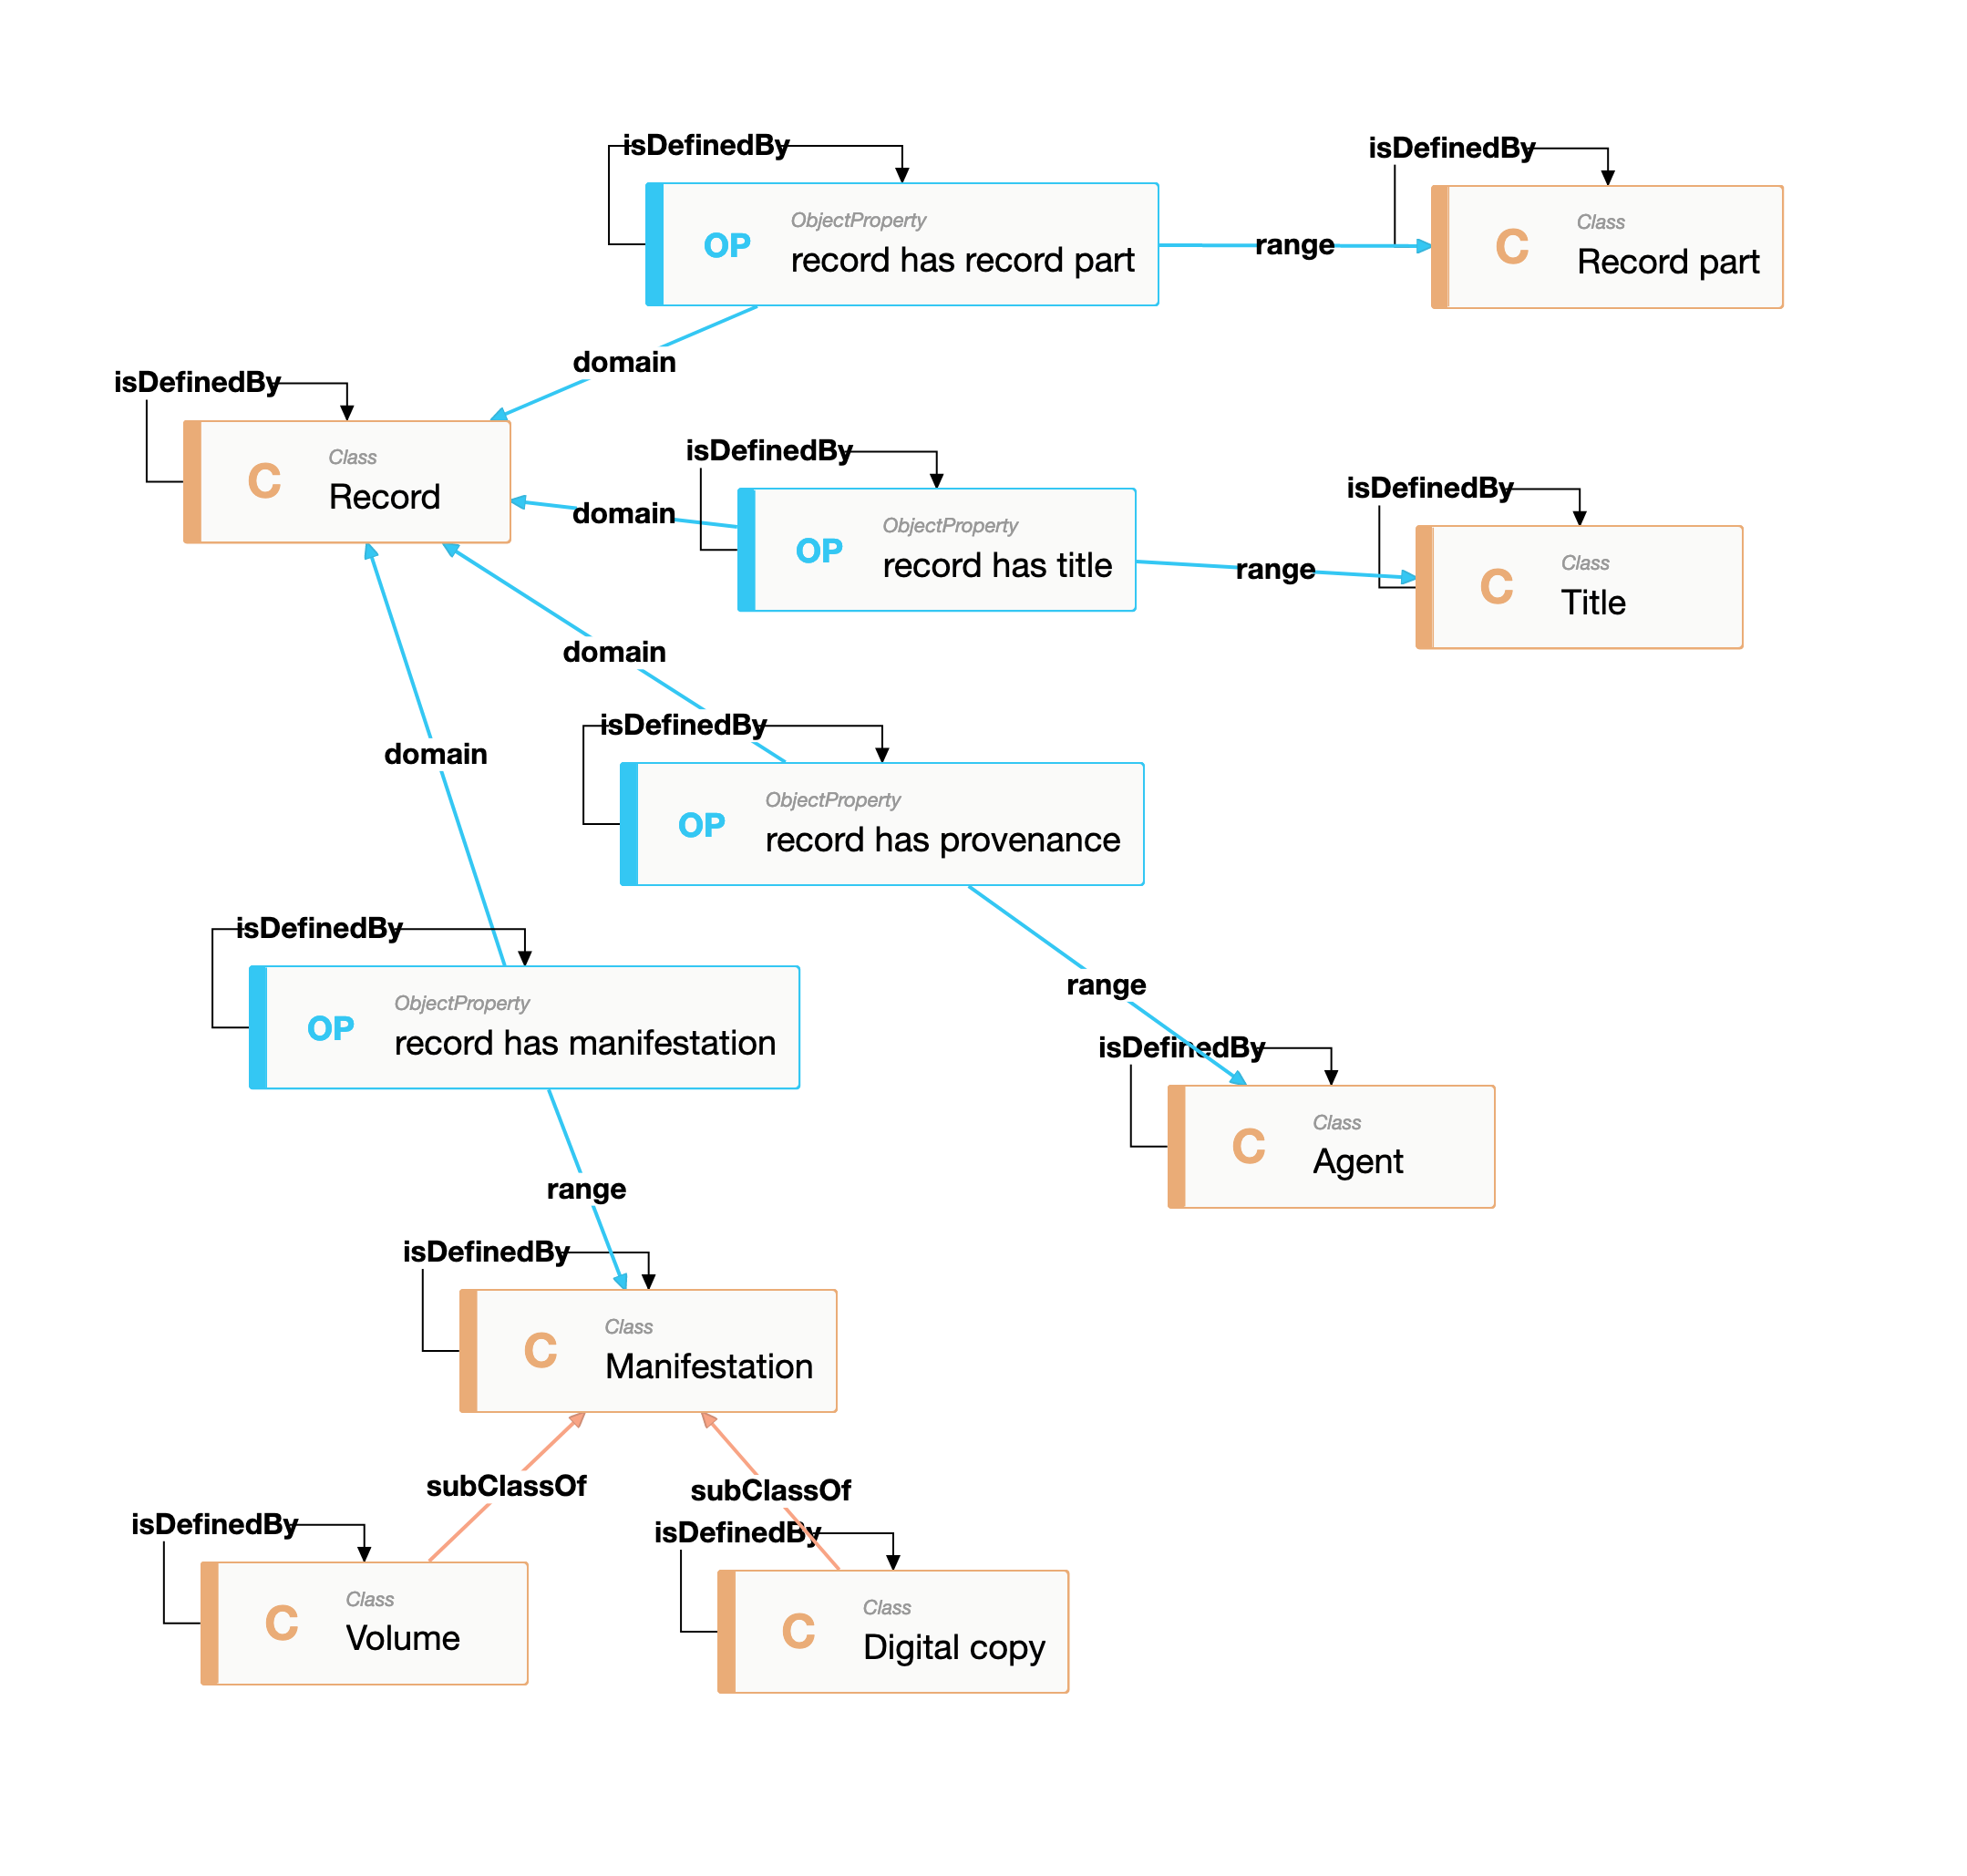 isDefinedBy
isDefinedBy
ObjectProperty
OP
record has record part
range
Class
C
Record part
domain
isDefinedBy
Class
C
Record
isDefinedBy
domain
ObjectProperty
OP
record has title
range
isDefinedBy
Class
C
Title
domain
isDefinedBy
domain
ObjectProperty
OP
record has provenance
isDefinedBy
range
ObjectProperty
OP
record has manifestation
isDefinedBy
Class
C
Agent
range
isDefinedBy
Class
C
Manifestation
subClassOf
subClassOf
isDefinedBy
isDefinedBy
Class
C
Volume
Class
C
Digital copy